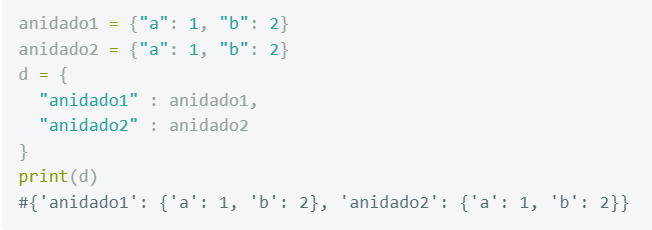 anidado1 = {"a": 1, "b": 2}
anidado2 = {"a": 1, "b": 2}
d = {
  "anidado1" : anidado1,
  "anidado2" : anidado2
}
print(d)
#{'anidado1': {'a': 1, 'b': 2}, 'anidado2': {'a': 1, 'b': 2}}